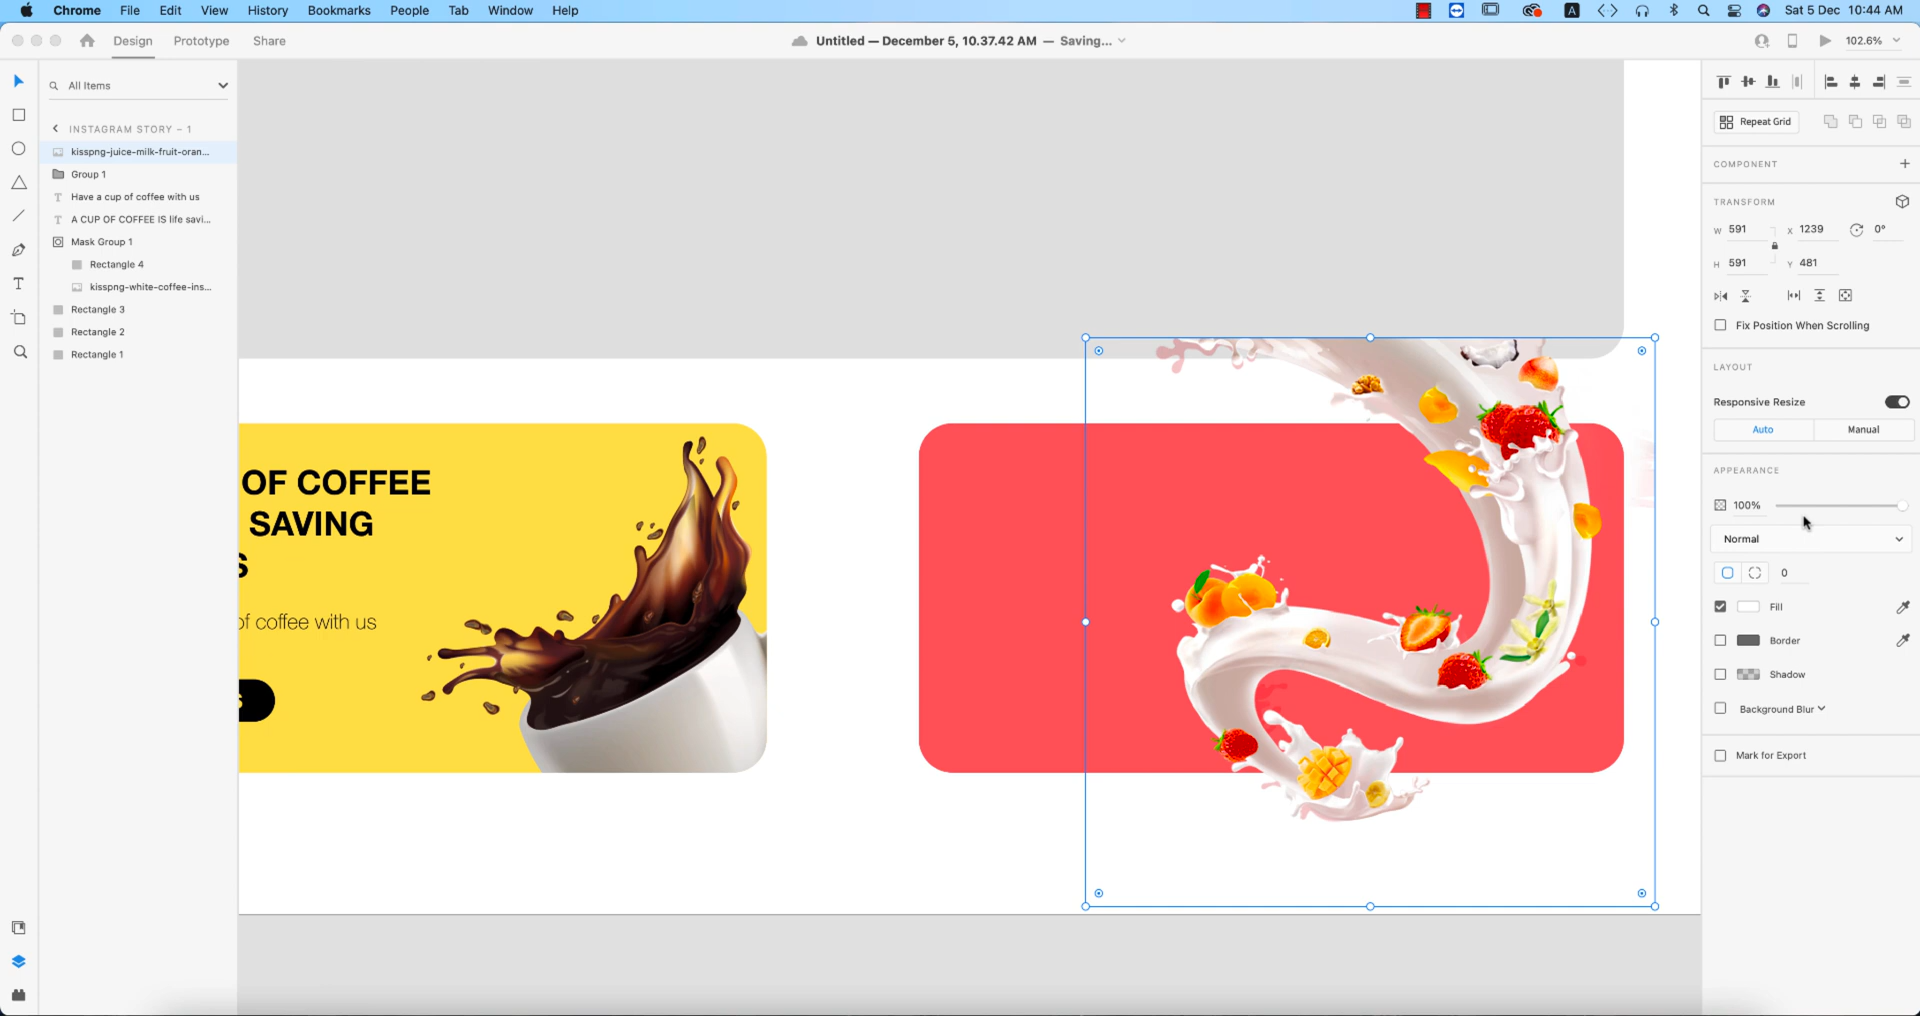 Chrome File Edit View History Bookmarks People Tab Window Help
A
Sat 5 Dec 10:44 AM
Design Prototype Share
Untitled — December 5, 10.37.42 AM — Saving...
102.6%
All Items
INSTAGRAM STORY – 1
kisspng-juice-milk-fruit-oran...
Group 1
T Have a cup of coffee with us
T A CUP OF COFFEE IS life savi...
Mask Group 1
Rectangle 4
kisspng-white-coffee-ins...
Rectangle 3
Rectangle 2
Rectangle 1
T
OF COFFEE
SAVING
S
of coffee with us
S
Repeat Grid
COMPONENT
TRANSFORM
W 591 X 1239 0°
H 591 Y 481
Fix Position When Scrolling
LAYOUT
Responsive Resize
Auto Manual
APPEARANCE
100%
Normal
0
Fill
Border
Shadow
Background Blur
Mark for Export